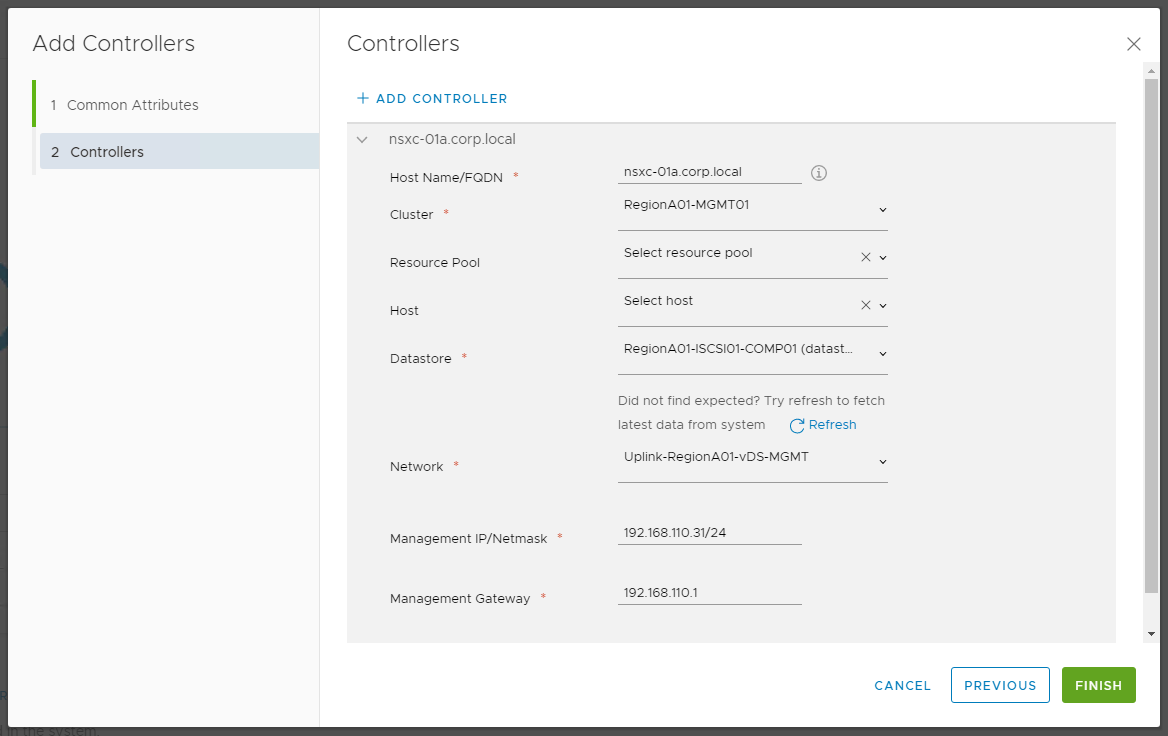 Add Controllers
1 Common Attributes
2 Controllers
Controllers
ADD CONTROLLER
nsxc-01a.corp.local
Host Name/FQDN * nsxc-01a.corp.local
Cluster * RegionA01-MGMT01
Resource Pool Select resource pool
Host Select host
Datastore * RegionA01-ISCSI01-COMP01 (datast...
Did not find expected? Try refresh to fetch
latest data from system Refresh
Network * Uplink-RegionA01-vDS-MGMT
Management IP/Netmask * 192.168.110.31/24
Management Gateway * 192.168.110.1
CANCEL PREVIOUS FINISH
in the system.